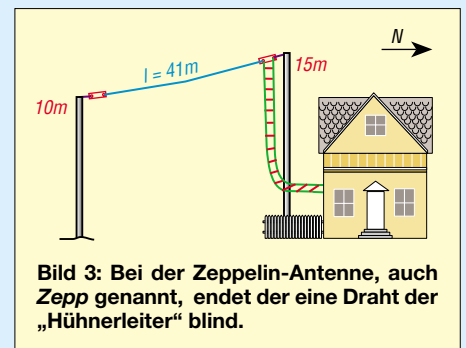 N
l = 41m
15m
10m
Bild 3: Bei der Zeppelin-Antenne, auch
Zepp genannt, endet der eine Draht der
„Hühnerleiter“ blind.